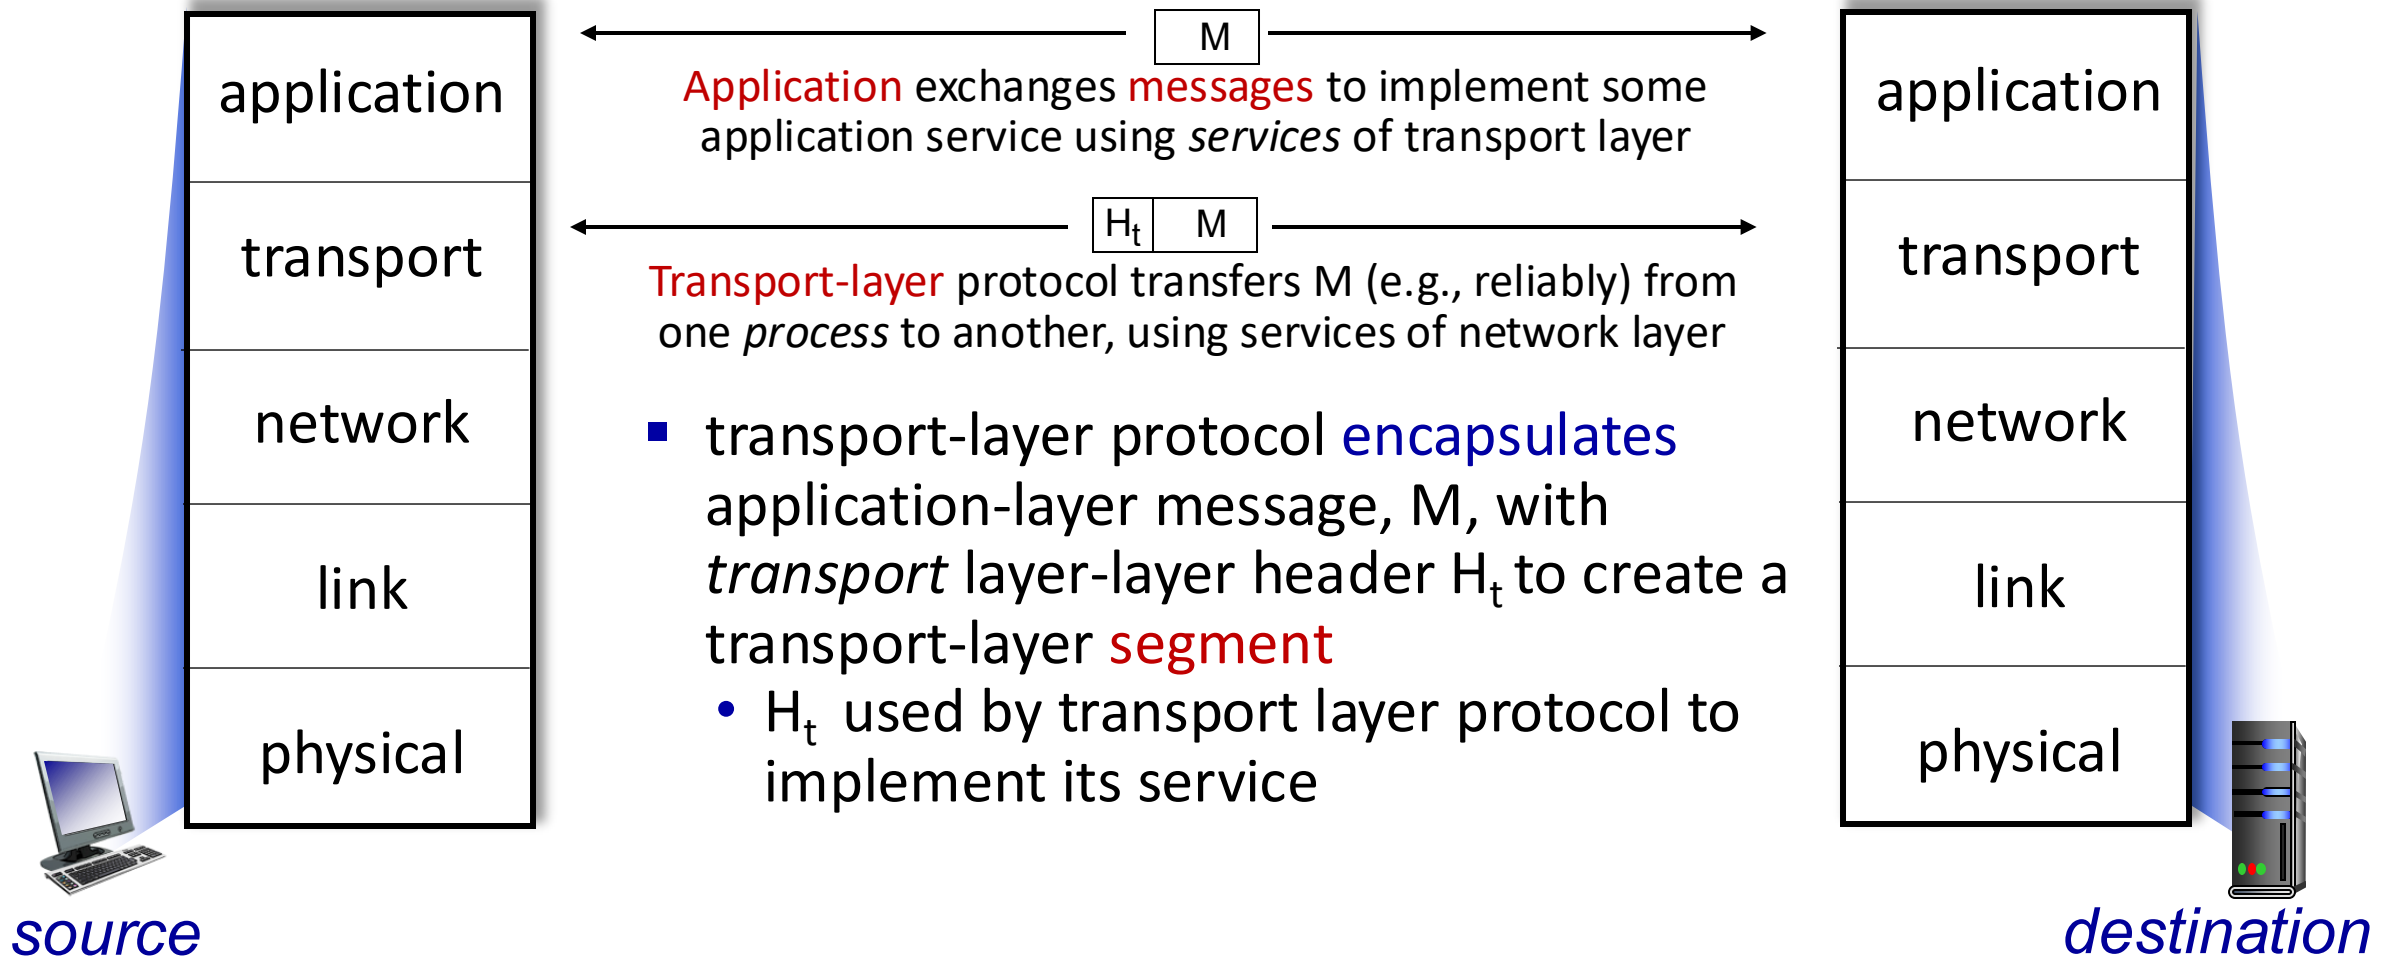 application
transport
network
link
physical
source
M
Application exchanges messages to implement some
application service using services of transport layer
Ht M
Transport-layer protocol transfers M (e.g., reliably) from
one process to another, using services of network layer
▪ transport-layer protocol encapsulates
application-layer message, M, with
transport layer-layer header Ht to create a
transport-layer segment
• Ht used by transport layer protocol to
implement its service
application
transport
network
link
physical
destination